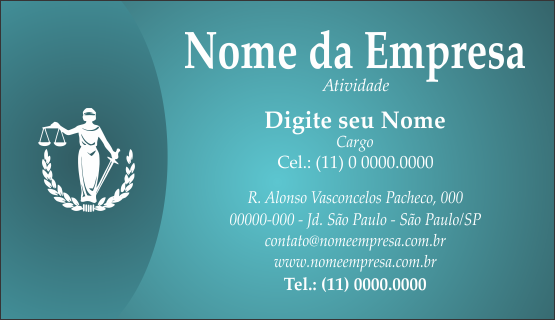 Nome da Empresa
Atividade
Digite seu Nome
Cargo
Cel.: (11) 0 0000.0000
R. Alonso Vasconcelos Pacheco, 000
00000-000 - Jd. São Paulo - São Paulo/SP
contato@nomeempresa.com.br
www.nomeempresa.com.br
Tel.: (11) 0000.0000